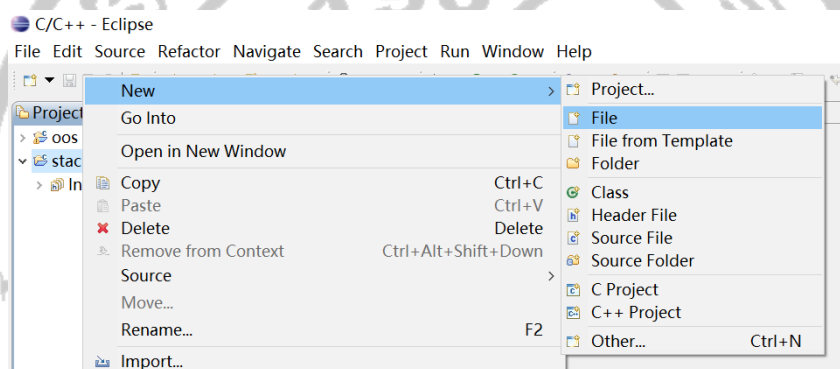 C/C++ - Eclipse
File Edit Source Refactor Navigate Search Project Run Window Help
Project
oos
stac
In
New
Go Into
Open in New Window
Copy Ctrl+C
Paste Ctrl+V
Delete Delete
Remove from Context Ctrl+Alt+Shift+Down
Source
Move...
Rename... F2
Import...
Project...
File
File from Template
Folder
Class
Header File
Source File
Source Folder
C Project
C++ Project
Other... Ctrl+N